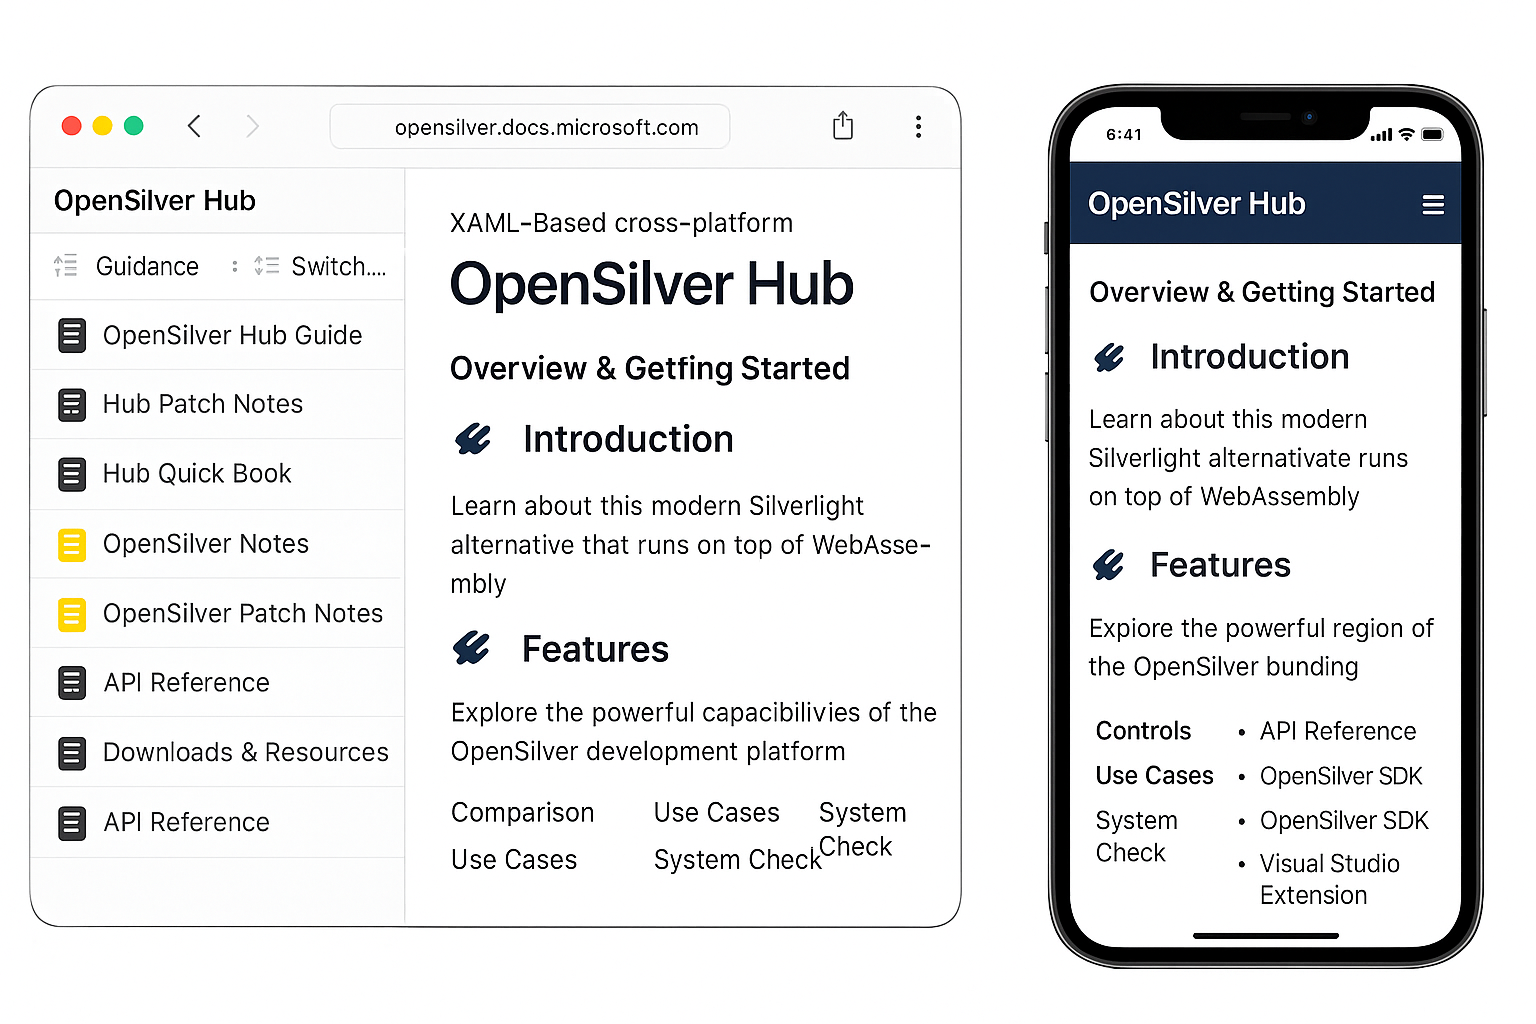 opensilver.docs.microsoft.com
OpenSilver Hub
Guidance : Switch....
OpenSilver Hub Guide
Hub Patch Notes
Hub Quick Book
OpenSilver Notes
OpenSilver Patch Notes
API Reference
Downloads & Resources
API Reference
XAML-Based cross-platform
OpenSilver Hub
Overview & Getfing Started
Introduction
Learn about this modern Silverlight
alternative that runs on top of WebAsse-
mbly
Features
Explore the powerful capacibilivies of the
OpenSilver development platform
Comparison Use Cases System
Check
Use Cases System Check
6:41
OpenSilver Hub
Overview & Getting Started
Introduction
Learn about this modern
Silverlight alternativate runs
on top of WebAssembly
Features
Expiore the powerful region of
the OpenSilver bunding
Controls • API Reference
Use Cases • OpenSilver SDK
System • OpenSilver SDK
Check
• Visual Studio
Extension